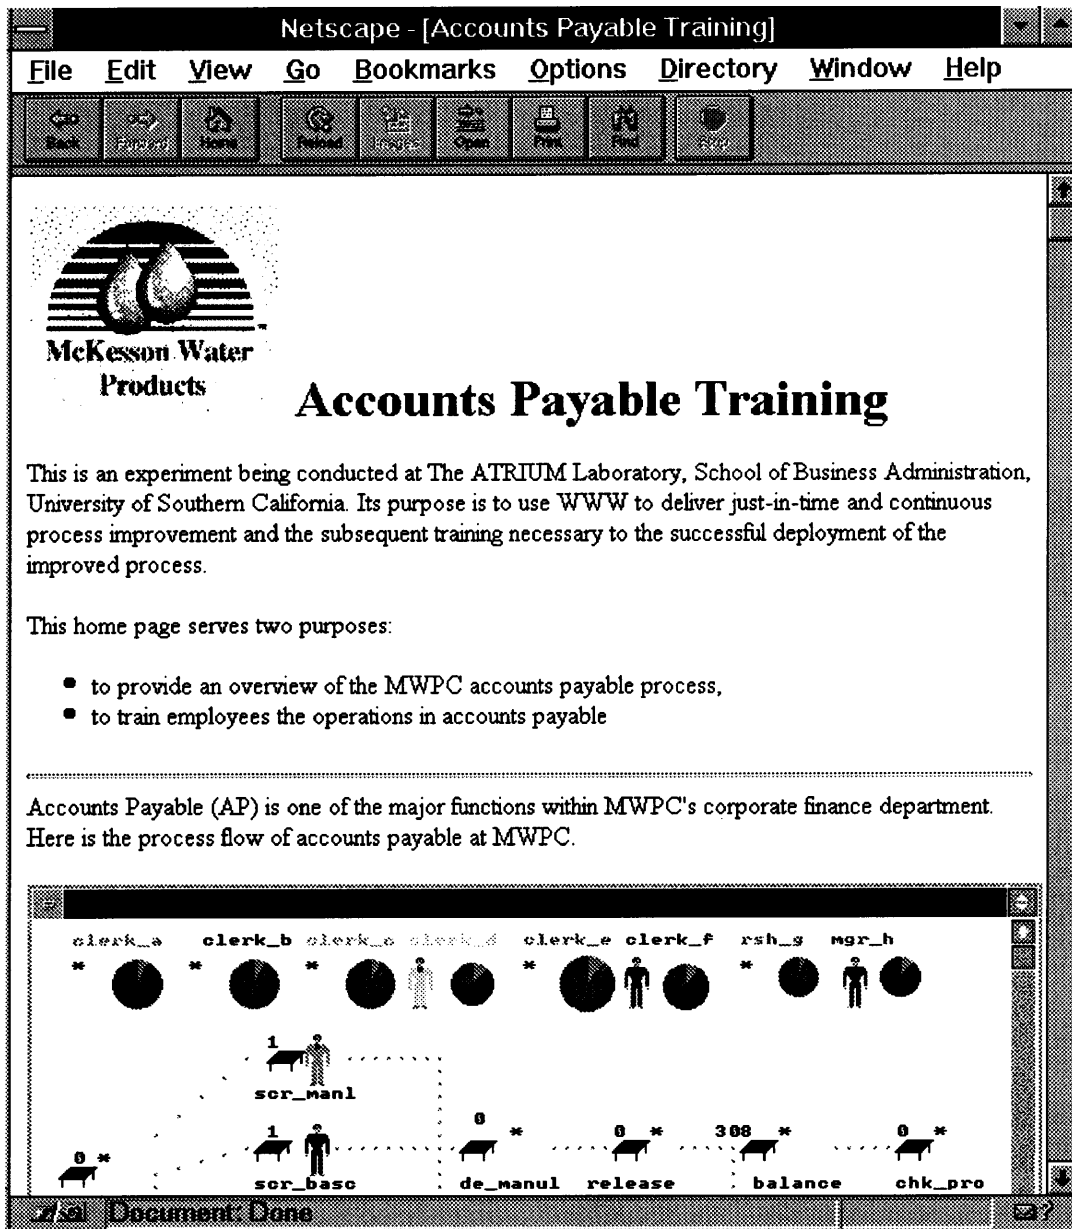 Netscape - [Accounts Payable Training]
File Edit View Go Bookmarks Options Directory Window Help
Back Forward Home Reload Images Open Print Find Stop
McKesson Water
Products
Accounts Payable Training
This is an experiment being conducted at The ATRIUM Laboratory, School of Business Administration,
University of Southern California. Its purpose is to use WWW to deliver just-in-time and continuous
process improvement and the subsequent training necessary to the successful deployment of the
improved process.
This home page serves two purposes:
• to provide an overview of the MWPC accounts payable process,
• to train employees the operations in accounts payable
Accounts Payable (AP) is one of the major functions within MWPC's corporate finance department.
Here is the process flow of accounts payable at MWPC.
clerk_a clerk_b clerk_c clerk_d clerk_e clerk_f rsh_g mgr_h
* * * * *
1
scr_manl
0
1 * 0 * 308 * 0 *
0 *
scr_basc de_manul release balance chk_pro
Document: Done
?